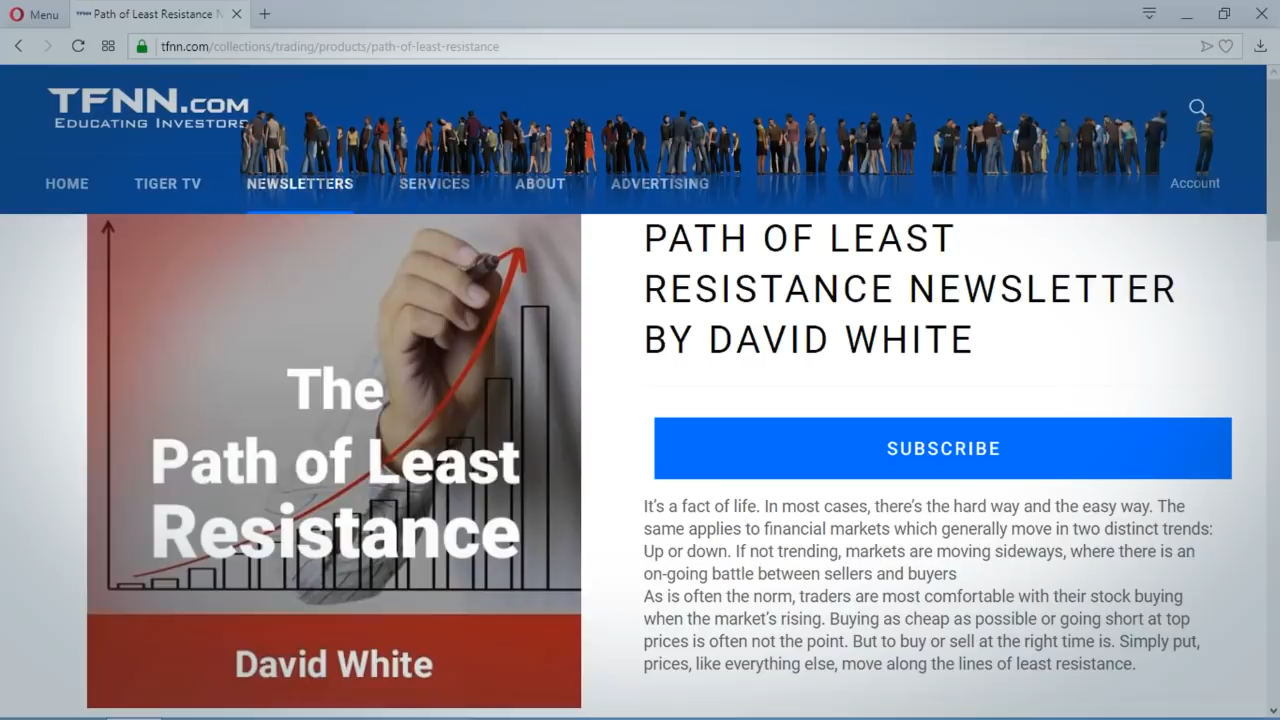 Menu
Path of Least Resistance N
tfnn.com/collections/trading/products/path-of-least-resistance
TFNN.COM
EDUCATING INVESTORS
HOME
TIGER TV
NEWSLETTERS
SERVICES
ABOUT
ADVERTISING
Account
The
Path of Least
Resistance
David White
PATH OF LEAST
RESISTANCE NEWSLETTER
BY DAVID WHITE
SUBSCRIBE
It's a fact of life. In most cases, there's the hard way and the easy way. The
same applies to financial markets which generally move in two distinct trends:
Up or down. If not trending, markets are moving sideways, where there is an
on-going battle between sellers and buyers
As is often the norm, traders are most comfortable with their stock buying
when the market's rising. Buying as cheap as possible or going short at top
prices is often not the point. But to buy or sell at the right time is. Simply put,
prices, like everything else, move along the lines of least resistance.